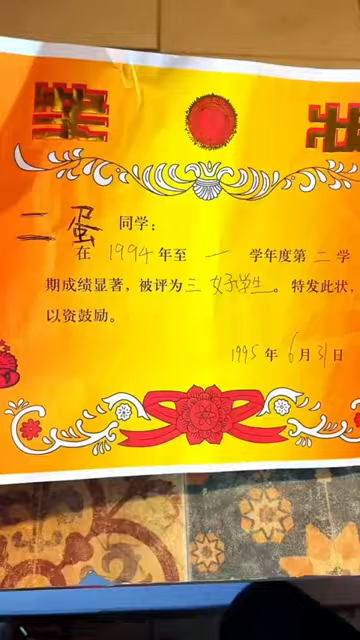 奖 状
二蛋 同学：
在 1994 年至 一 学年度第 二 学
期成绩显著，被评为 三好学生。特发此状，
以资鼓励。
1995 年 6 月 31 日